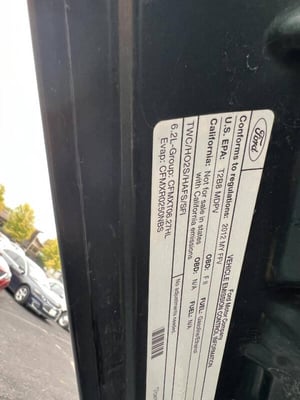 Ford
Ford Motor Company
VEHICLE EMISSION CONTROL INFORMATION
Conforms to regulations: 2012 MY FFV
U.S. EPA: T2B8 MDPV OBD: F II FUEL: Gasoline/Ethanol
California: Not for sale in states OBD: N/A FUEL: N/A
with California emissions
TWC/HO2S/HAFS/SFI No adjustments needed.
6.2L-Group: CFMXT06.27HL
Evap: CFMXR0250NBS